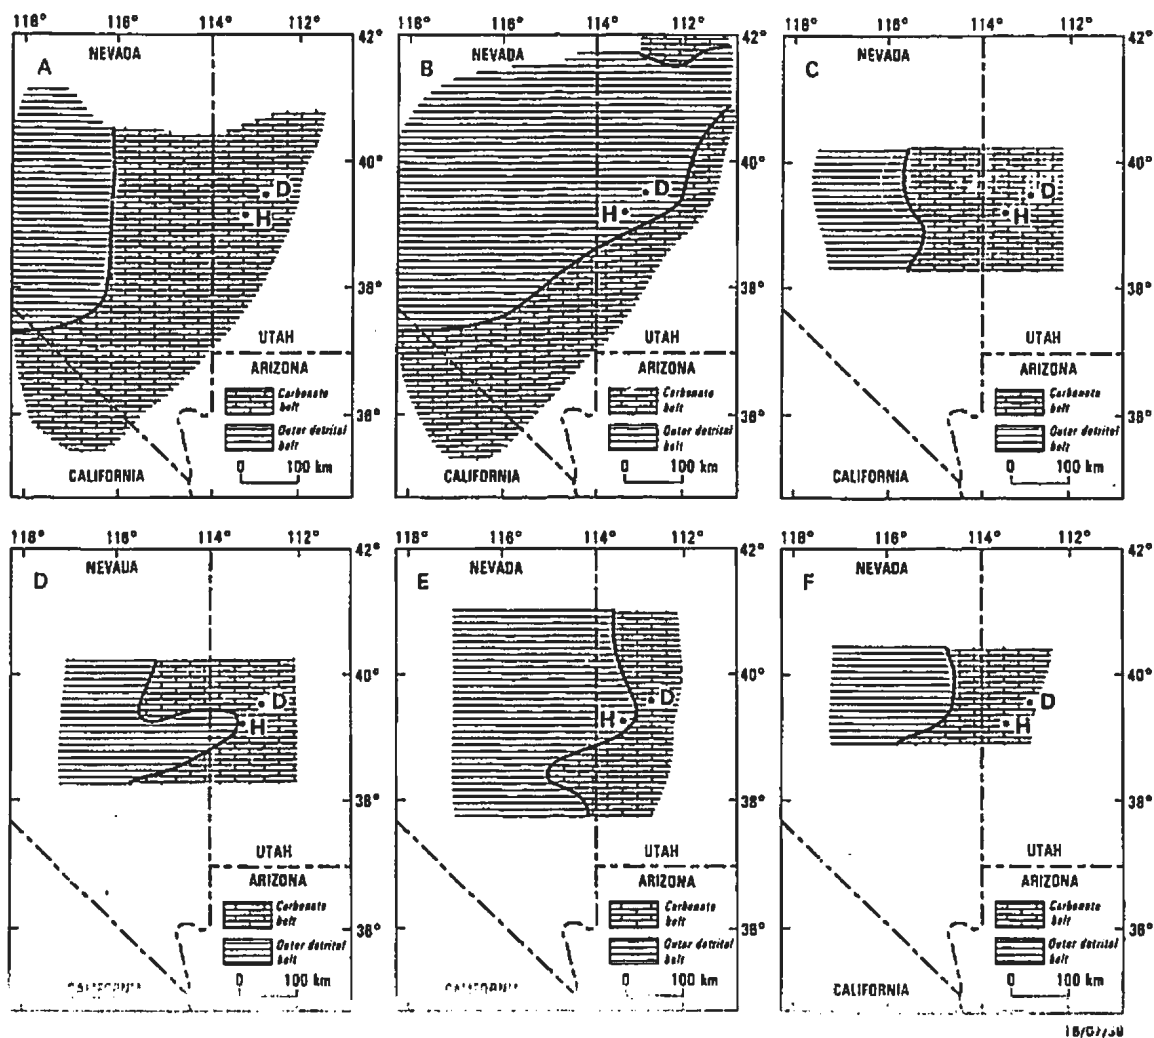 118° 116° 114° 112°
42°
A
NEVADA
40°
D
H
38°
UTAH
ARIZONA
Carbonate
belt
36°
Outer detrital
belt
0 100 km
CALIFORNIA
118° 116° 114° 112°
42°
B
NEVADA
40°
D
H
38°
UTAH
ARIZONA
Carbonate
belt
36°
Outer detrital
belt
0 100 km
CALIFORNIA
118° 116° 114° 112°
42°
C
NEVADA
40°
D
H
38°
UTAH
ARIZONA
Carbonate
belt
36°
Outer detrital
belt
0 100 km
CALIFORNIA
118° 116° 114° 112°
42°
D
NEVADA
40°
D
H
38°
UTAH
ARIZONA
Carbonate
belt
36°
Outer detrital
belt
0 100 km
CALIFORNIA
118° 116° 114° 112°
42°
E
NEVADA
40°
D
H
38°
UTAH
ARIZONA
Carbonate
belt
36°
Outer detrital
belt
0 100 km
CALIFORNIA
118° 116° 114° 112°
42°
F
NEVADA
40°
D
H
38°
UTAH
ARIZONA
Carbonate
belt
36°
Outer detrital
belt
0 100 km
CALIFORNIA